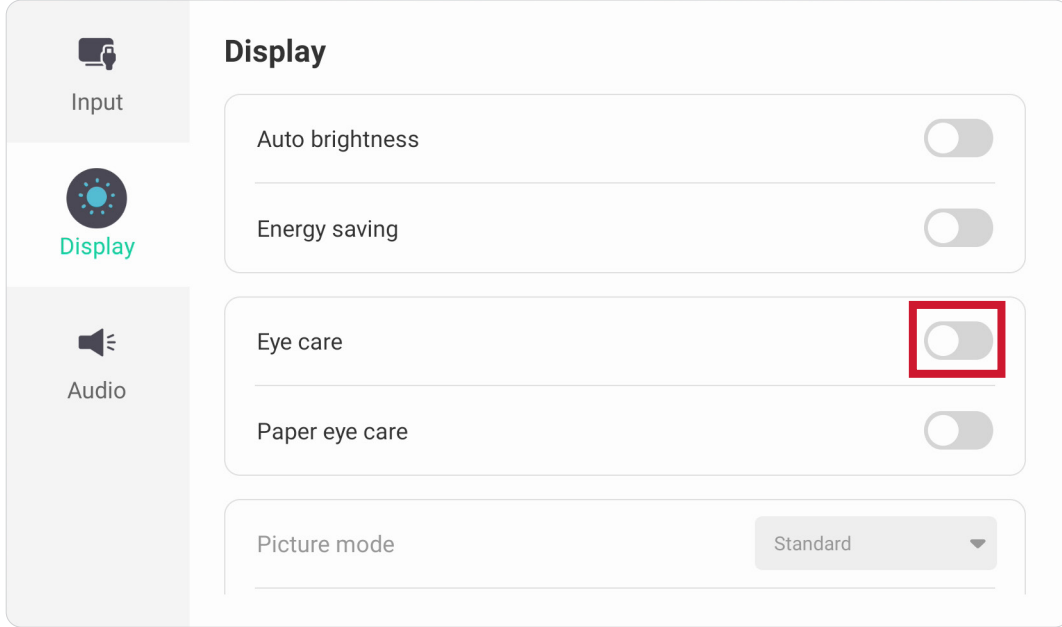 Input
Display
Audio
Display
Auto brightness
Energy saving
Eye care
Paper eye care
Picture mode Standard